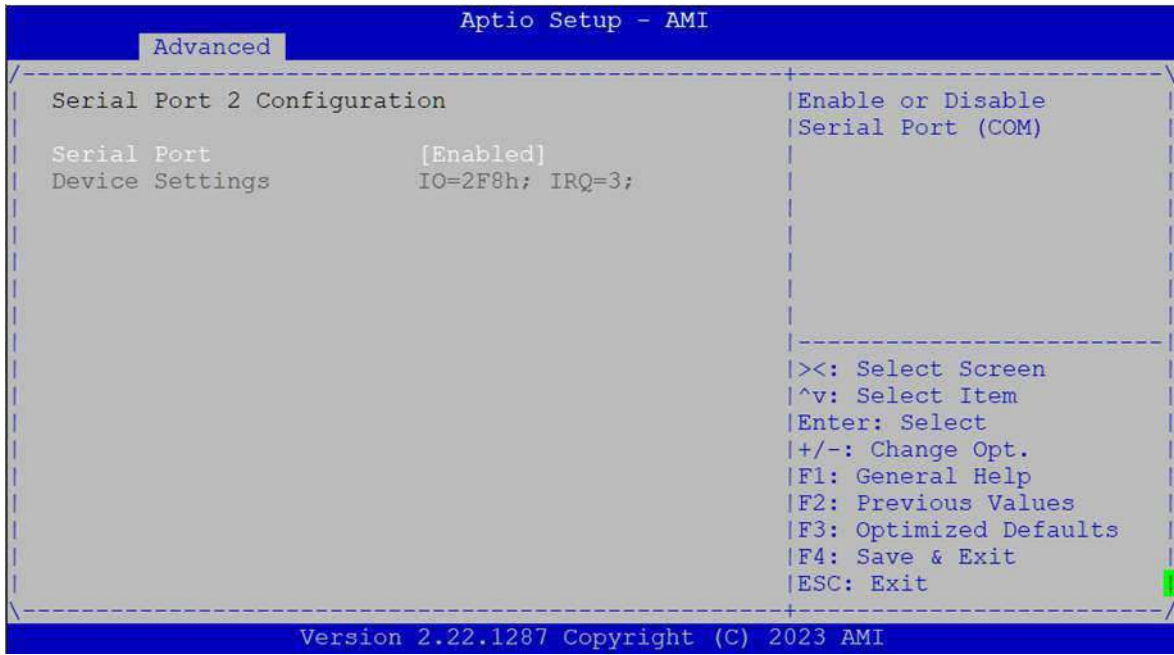 Aptio Setup - AMI
Advanced
Serial Port 2 Configuration
Serial Port [Enabled]
Device Settings IO=2F8h; IRQ=3;
Enable or Disable
Serial Port (COM)
><: Select Screen
^v: Select Item
Enter: Select
+/-: Change Opt.
F1: General Help
F2: Previous Values
F3: Optimized Defaults
F4: Save & Exit
ESC: Exit
Version 2.22.1287 Copyright (C) 2023 AMI